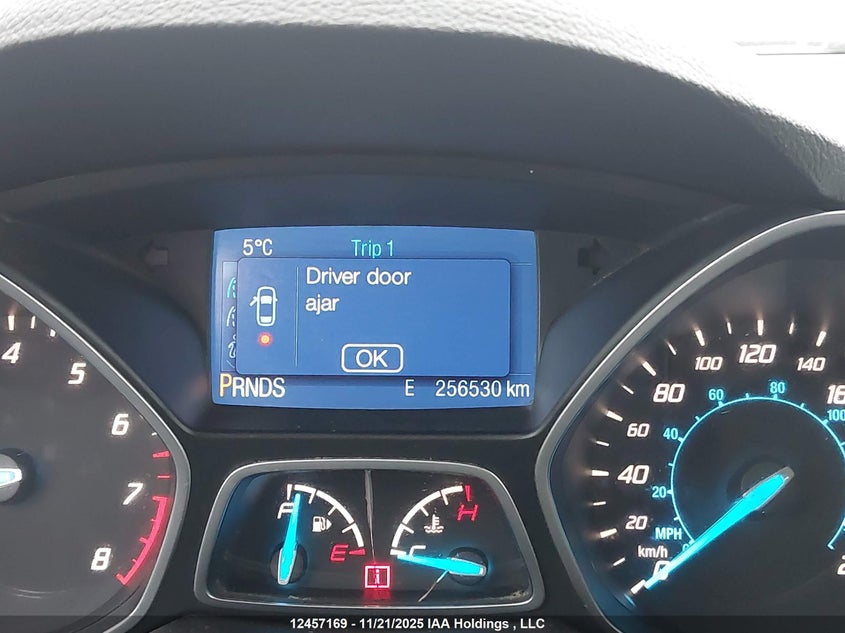 5°C Trip 1
Driver door
ajar
OK
PRNDS E 256530 km
4
5
6
7
8
F
E
H
C
i
20
40
60
80
100
120
140
20
40
60
80
100
MPH
km/h
0
12457169 - 11/21/2025 IAA Holdings , LLC